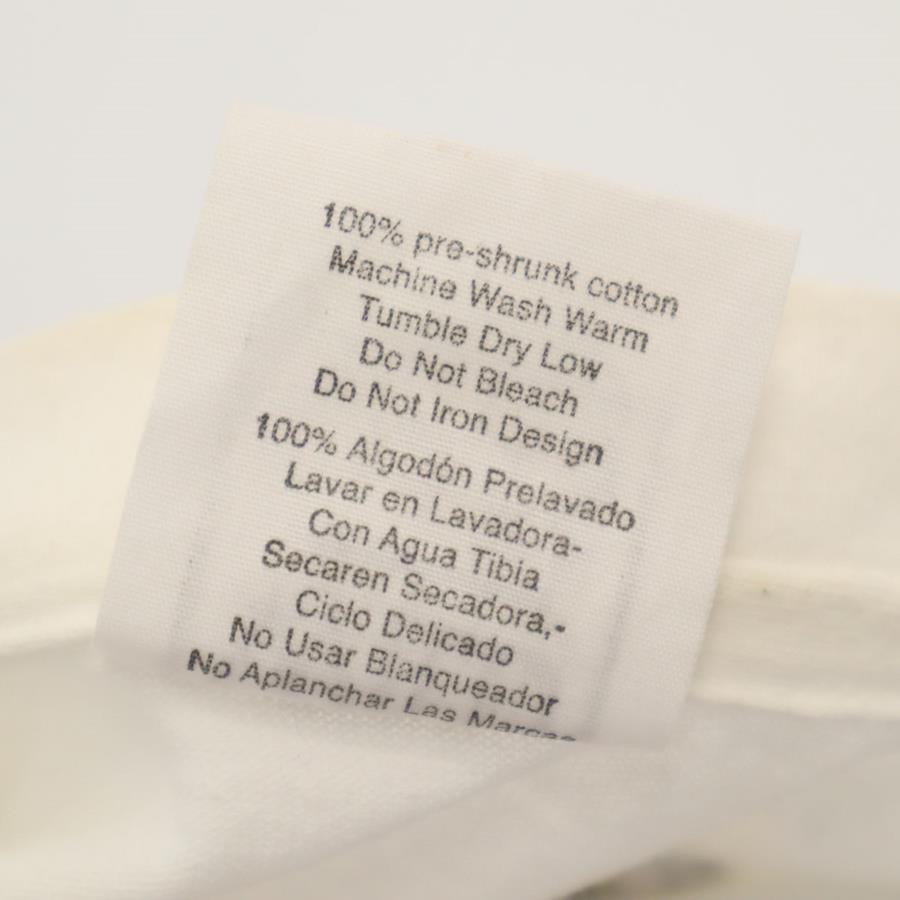 100% pre-shrunk cotton
Machine Wash Warm
Tumble Dry Low
Do Not Bleach
Do Not Iron Design
100% Algodón Prelavado
Lavar en Lavadora-
Con Agua Tibia
Secaren Secadora,-
Ciclo Delicado
No Usar Blanqueador
No Aplanchar Las Marcas